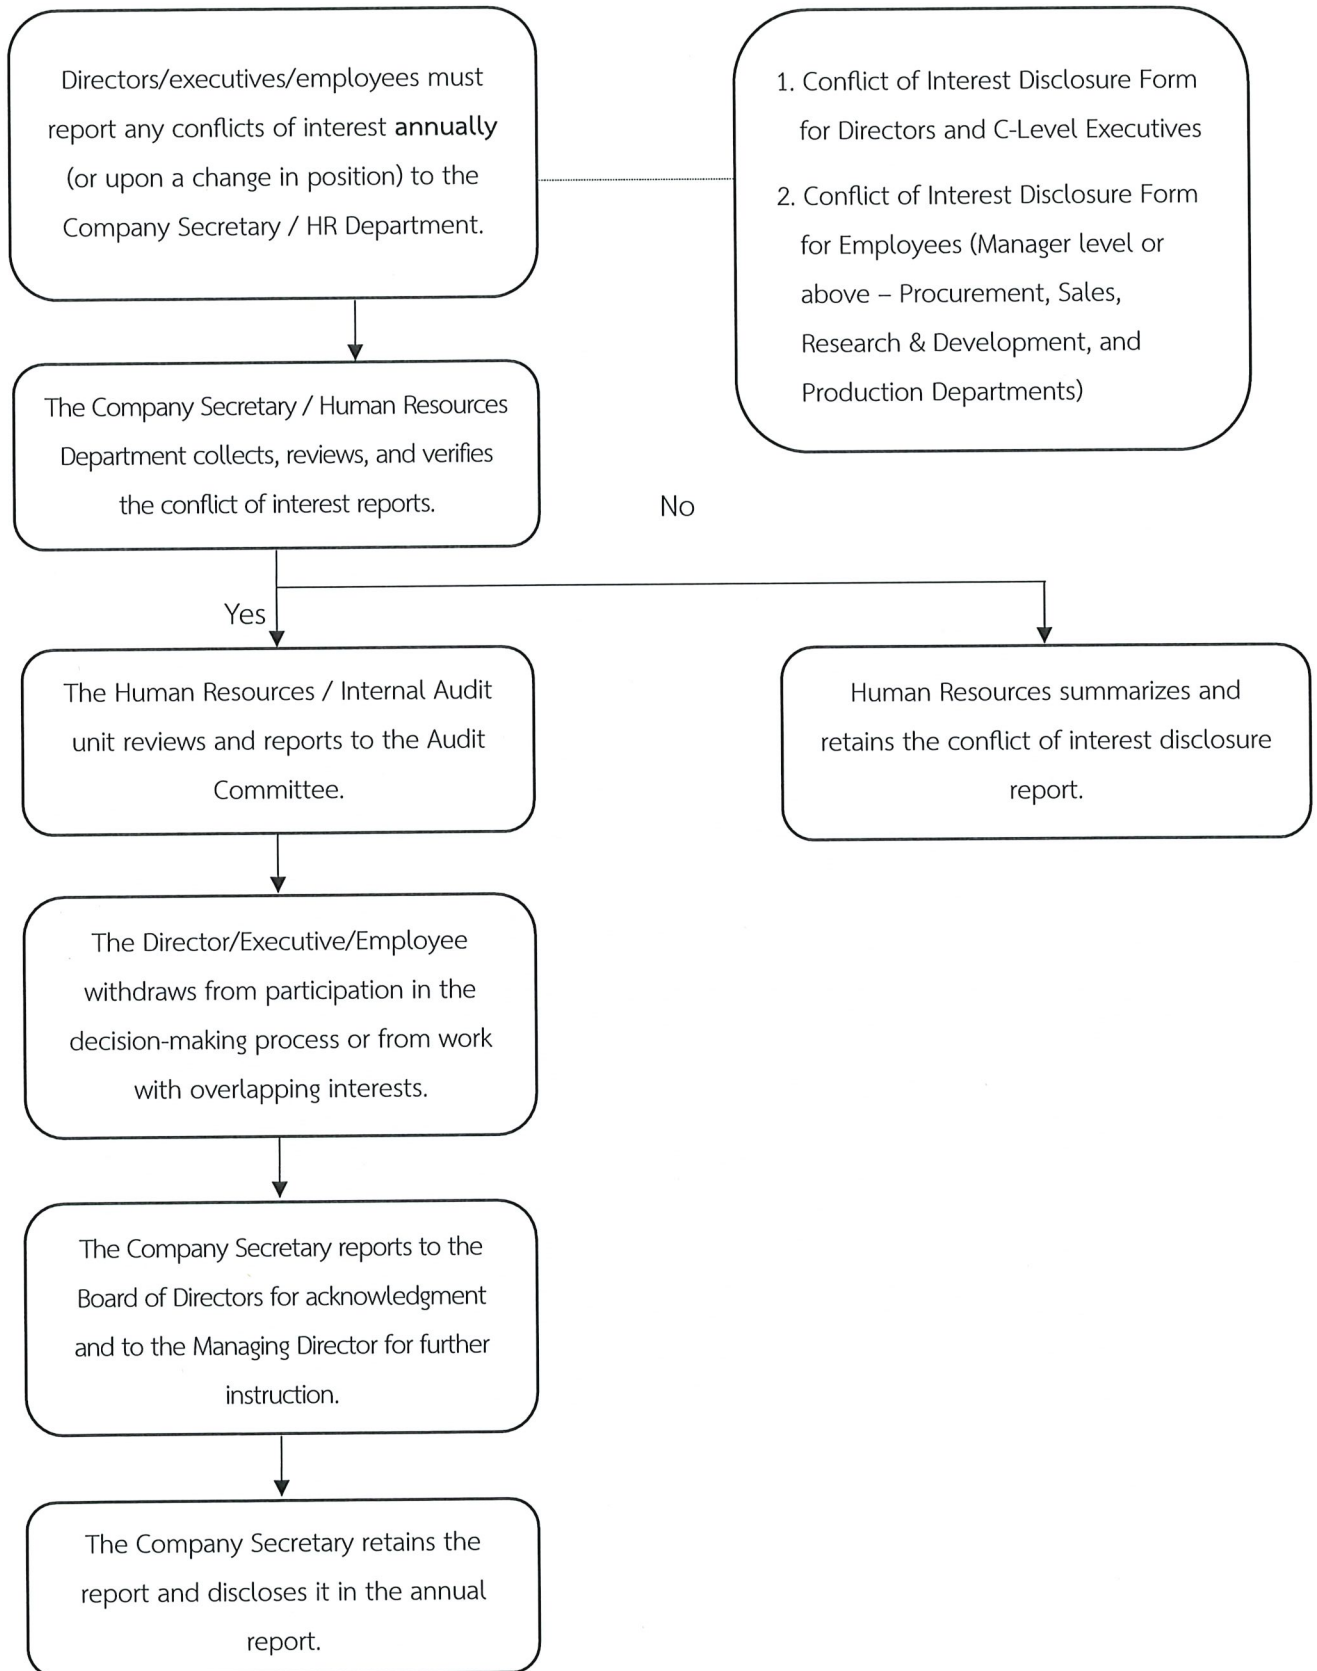 Directors/executives/employees must
report any conflicts of interest annually
(or upon a change in position) to the
Company Secretary / HR Department.
1. Conflict of Interest Disclosure Form
for Directors and C-Level Executives
2. Conflict of Interest Disclosure Form
for Employees (Manager level or
above – Procurement, Sales,
Research & Development, and
Production Departments)
The Company Secretary / Human Resources
Department collects, reviews, and verifies
the conflict of interest reports.
No
Yes
The Human Resources / Internal Audit
unit reviews and reports to the Audit
Committee.
Human Resources summarizes and
retains the conflict of interest disclosure
report.
The Director/Executive/Employee
withdraws from participation in the
decision-making process or from work
with overlapping interests.
The Company Secretary reports to the
Board of Directors for acknowledgment
and to the Managing Director for further
instruction.
The Company Secretary retains the
report and discloses it in the annual
report.